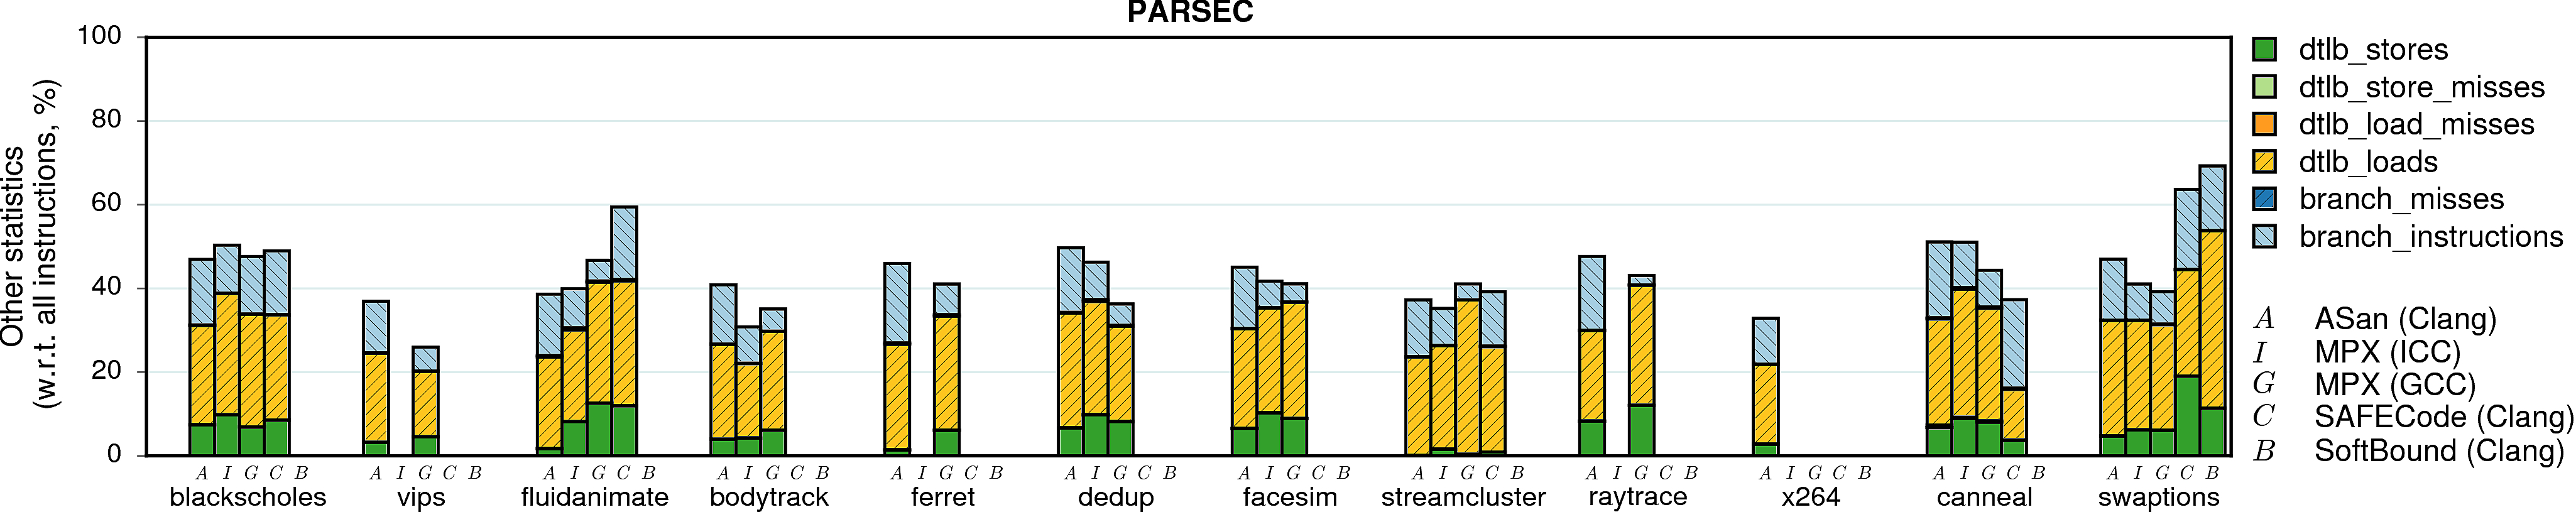 PARSEC
Other statistics
(w.r.t. all instructions, %)
100
80
60
40
20
0
A I G C B
A I G C B
A I G C B
A I G C B
A I G C B
A I G C B
A I G C B
A I G C B
A I G C B
A I G C B
A I G C B
A I G C B
blackscholes
vips
fluidanimate
bodytrack
ferret
dedup
facesim
streamcluster
raytrace
x264
canneal
swaptions
dtlb_stores
dtlb_store_misses
dtlb_load_misses
dtlb_loads
branch_misses
branch_instructions
A ASan (Clang)
I MPX (ICC)
G MPX (GCC)
C SAFECode (Clang)
B SoftBound (Clang)